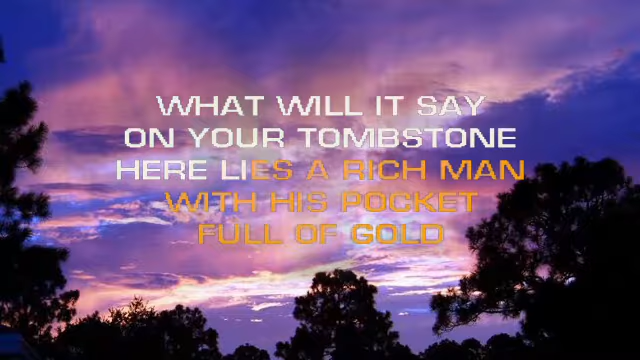 WHAT WILL IT SAY
ON YOUR TOMBSTONE
HERE LIES A RICH MAN
WITH HIS POCKET
FULL OF GOLD